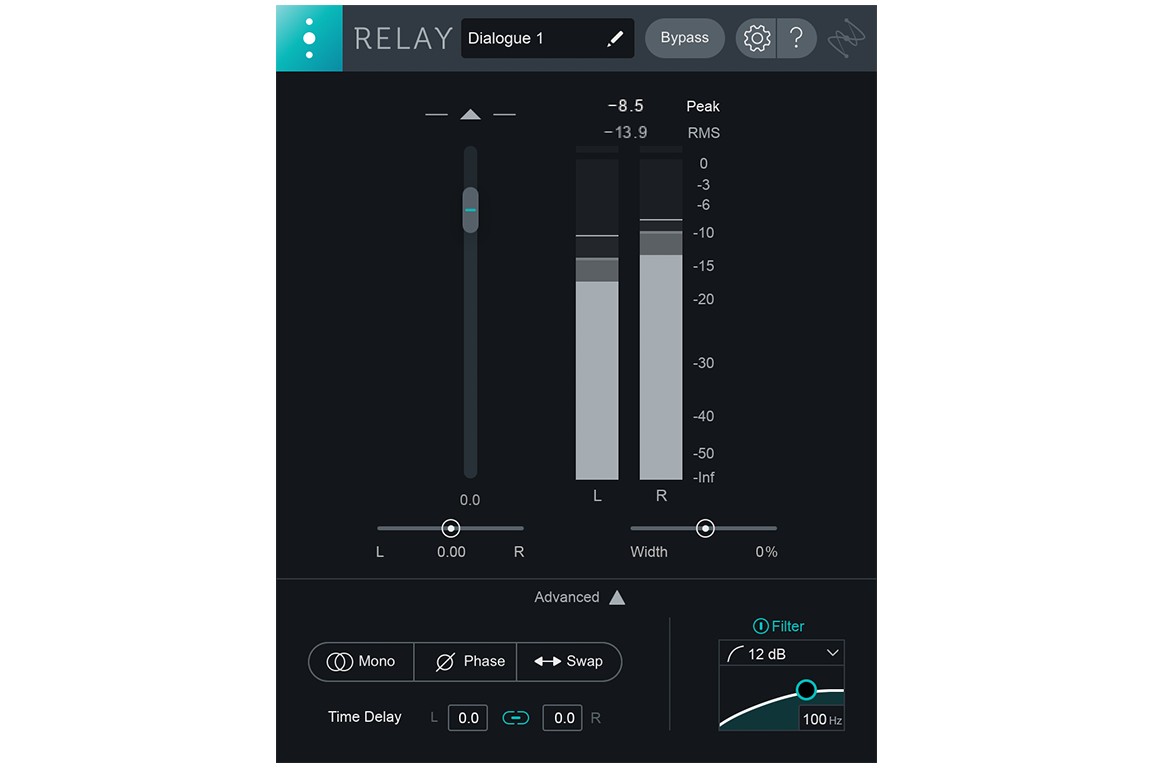 RELAY Dialogue 1 Bypass ?
-8.5 Peak
-13.9 RMS
0
-3
-6
-10
-15
-20
-30
-40
-50
-Inf
L R
0.0
L 0.00 R
Width 0%
Advanced
Filter
12 dB
100 Hz
Mono Phase Swap
Time Delay L 0.0 0.0 R